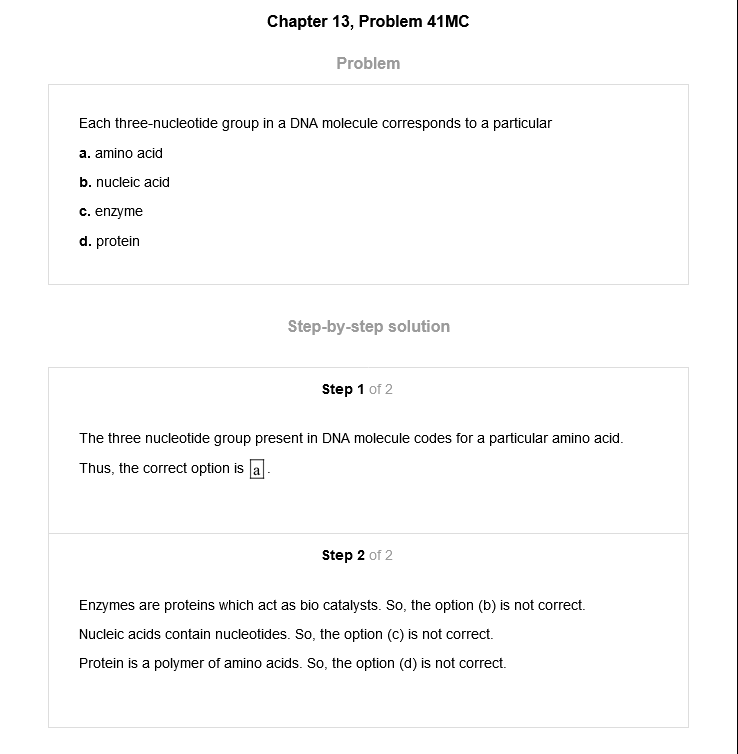 Chapter 13, Problem 41MC
Problem
Each three-nucleotide group in a DNA molecule corresponds to a particular
a. amino acid
b. nucleic acid
c. enzyme
d. protein
Step-by-step solution
Step 1 of 2
The three nucleotide group present in DNA molecule codes for a particular amino acid.
Thus, the correct option is a.
Step 2 of 2
Enzymes are proteins which act as bio catalysts. So, the option (b) is not correct.
Nucleic acids contain nucleotides. So, the option (c) is not correct.
Protein is a polymer of amino acids. So, the option (d) is not correct.